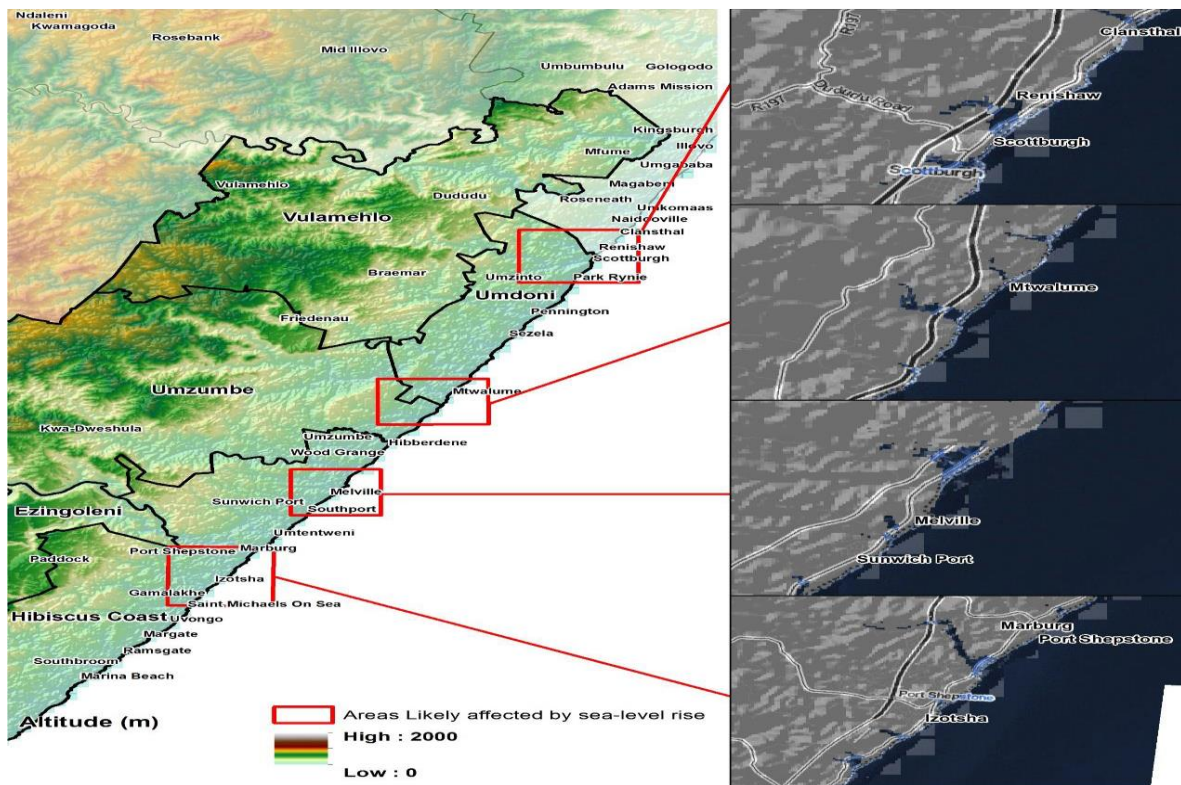 Ndaleni
Kwamagoda
Rosebank
Mid Illovo
Umbumbulu
Gologodo
Adams Mission
Kingsburgh
Illovo
Mfume
Umgababa
Vulamehlo
Magabeni
Dududu
Roseneath
Vulamehlo
Umkomaas
Naidooville
Clansthal
Renishaw
Scottburgh
Braemar
Umzinto
Park Rynie
Umdoni
Pennington
Friedenau
Sezela
Umzumbe
Mtwalume
Kwa-Dweshula
Umzumbe
Hibberdene
Wood Grange
Melville
Sunwich Port
Southport
Ezingoleni
Umtentweni
Port Shepstone
Marburg
Paddock
Izotsha
Gamalakhe
Saint Michaels On Sea
Hibiscus Coast
Uvongo
Margate
Ramsgate
Southbroom
Marina Beach
Altitude (m)
Areas Likely affected by sea-level rise
High : 2000
Low : 0
R197
Clansthal
Dududu Road
R 197
Renishaw
Scottburgh
Scottburgh
Mtwalume
Melville
Sunwich Port
Marburg
Port Shepstone
Port Shepstone
Izotsha